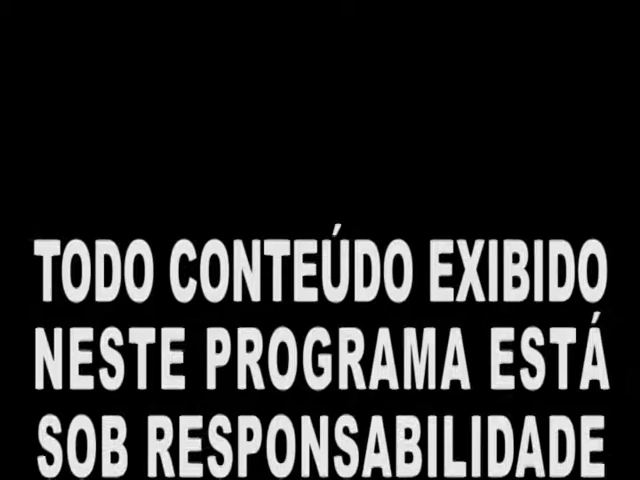 TODO CONTEÚDO EXIBIDO
NESTE PROGRAMA ESTÁ
SOB RESPONSABILIDADE